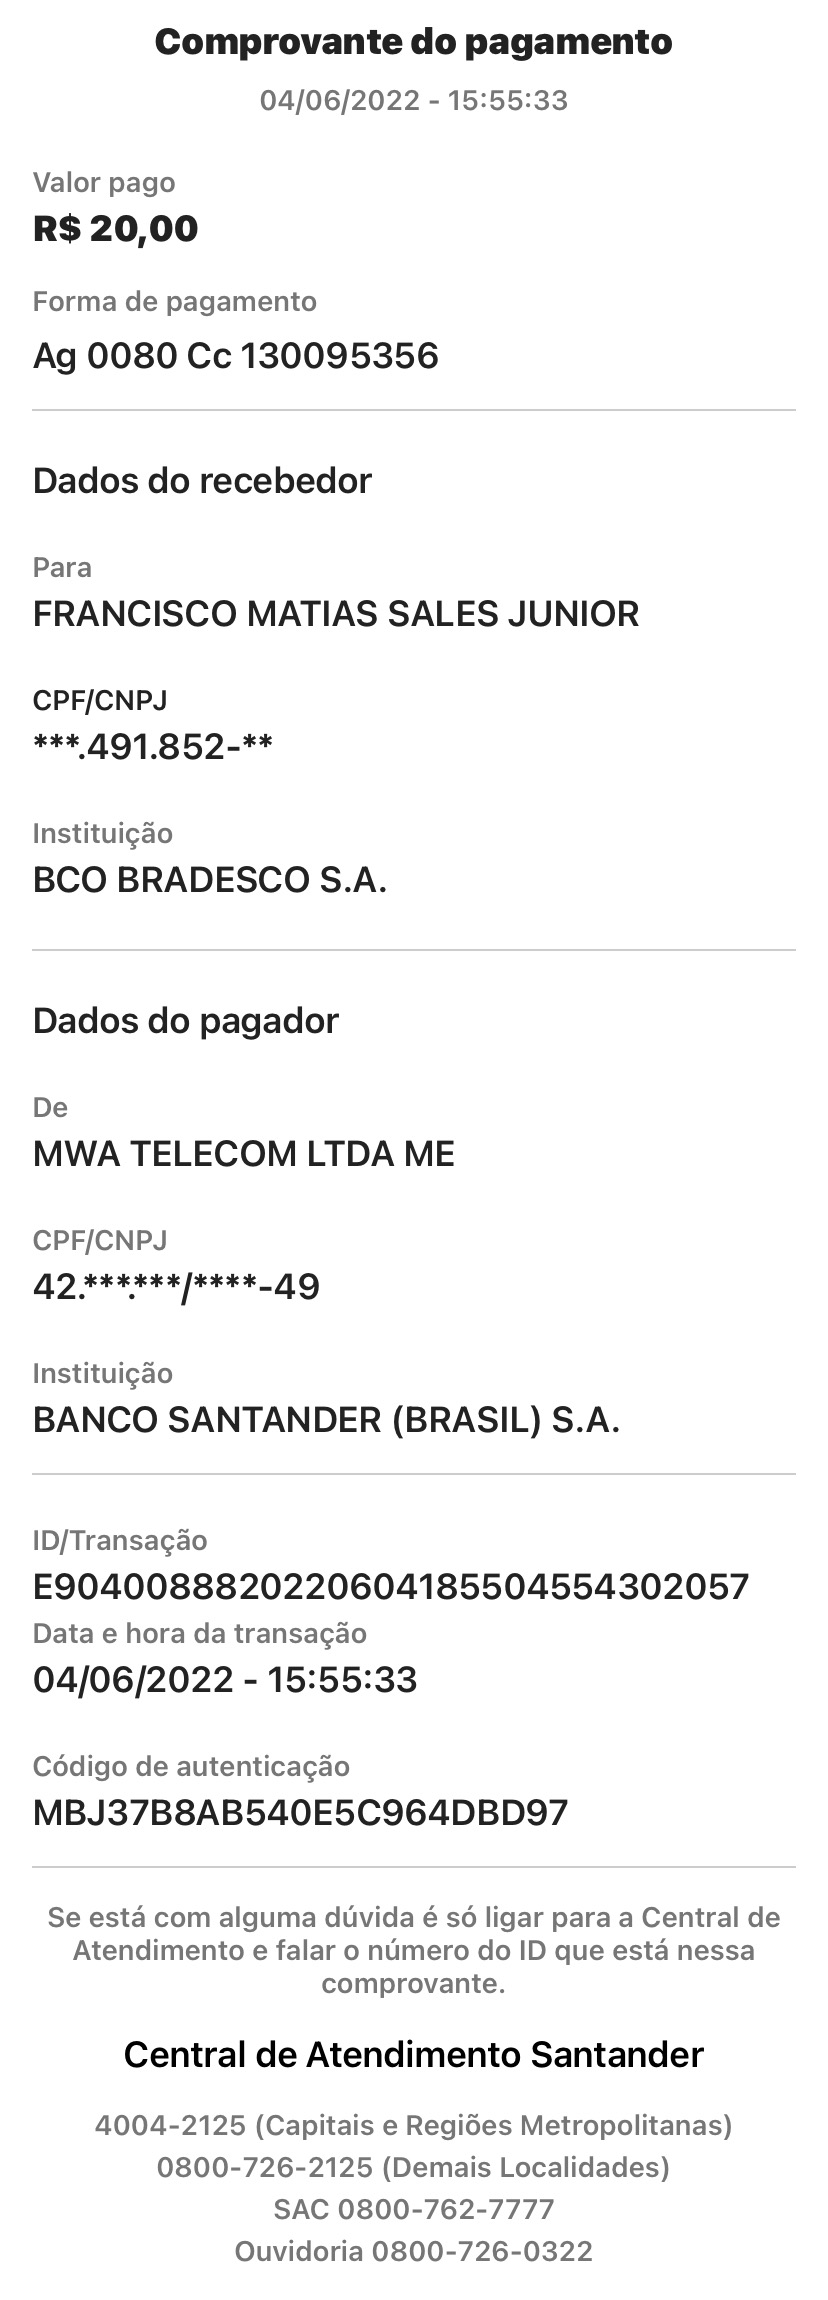 Comprovante do pagamento
04/06/2022 - 15:55:33
Valor pago
R$ 20,00
Forma de pagamento
Ag 0080 Cc 130095356
Dados do recebedor
Para
FRANCISCO MATIAS SALES JUNIOR
CPF/CNPJ
***.491.852-**
Instituição
BCO BRADESCO S.A.
Dados do pagador
De
MWA TELECOM LTDA ME
CPF/CNPJ
42.***.***/****-49
Instituição
BANCO SANTANDER (BRASIL) S.A.
ID/Transação
E9040088820220604185504554302057
Data e hora da transação
04/06/2022 - 15:55:33
Código de autenticação
MBJ37B8AB540E5C964DBD97
Se está com alguma dúvida é só ligar para a Central de
Atendimento e falar o número do ID que está nessa
comprovante.
Central de Atendimento Santander
4004-2125 (Capitais e Regiões Metropolitanas)
0800-726-2125 (Demais Localidades)
SAC 0800-762-7777
Ouvidoria 0800-726-0322